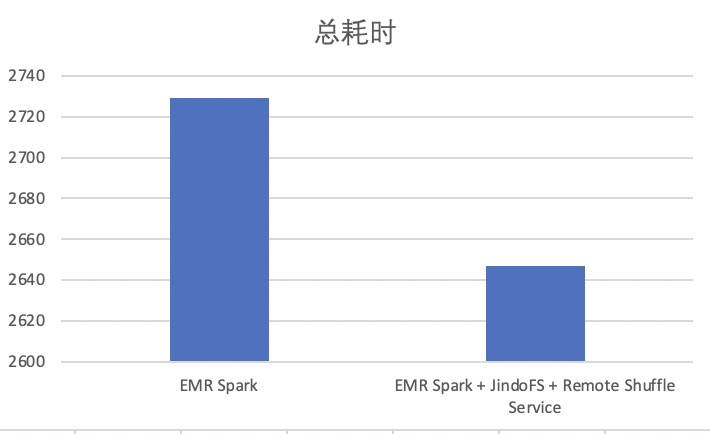 总耗时
2740
2720
2700
2680
2660
2640
2620
2600
EMR Spark
EMR Spark + JindoFS + Remote Shuffle
Service